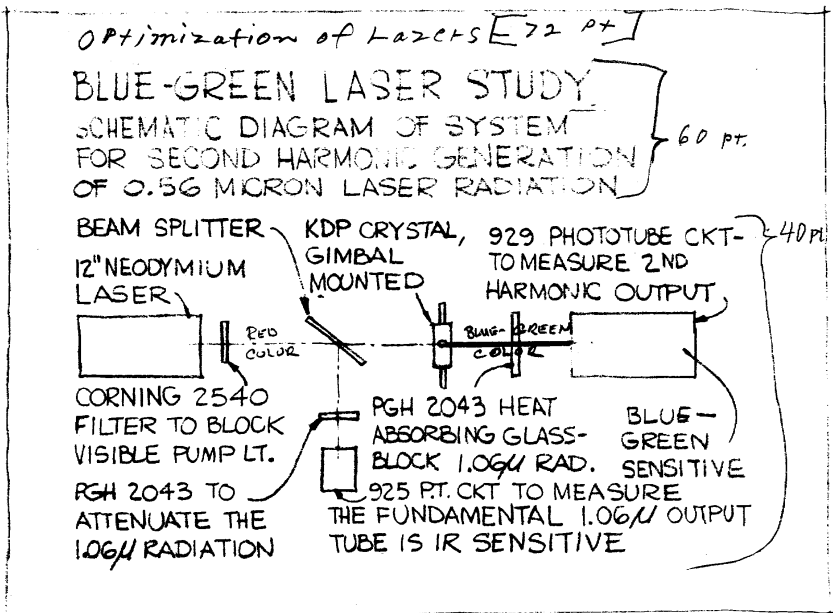 OPtimization of Lazers [72 pt]
BLUE-GREEN LASER STUDY
SCHEMATIC DIAGRAM OF SYSTEM
FOR SECOND HARMONIC GENERATION
OF 0.56 MICRON LASER RADIATION
60 pt.
BEAM SPLITTER
KDP CRYSTAL,
GIMBAL
MOUNTED
929 PHOTOTUBE CKT-
TO MEASURE 2ND
HARMONIC OUTPUT
40 pt
12" NEODYMIUM
LASER
RED
COLOR
BLUE-GREEN
COLOR
CORNING 2540
FILTER TO BLOCK
VISIBLE PUMP LT.
PGH 2043 HEAT
ABSORBING GLASS-
BLOCK 1.06µ RAD.
BLUE-
GREEN
SENSITIVE
PGH 2043 TO
ATTENUATE THE
1.06µ RADIATION
925 P.T. CKT TO MEASURE
THE FUNDAMENTAL 1.06µ OUTPUT
TUBE IS IR SENSITIVE